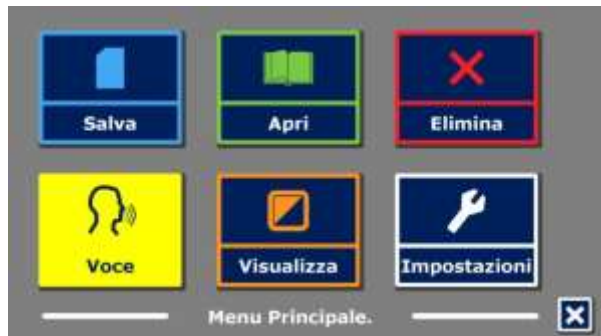 Salva
Apri
Elimina
Voce
Visualizza
Impostazioni
Menu Principale.